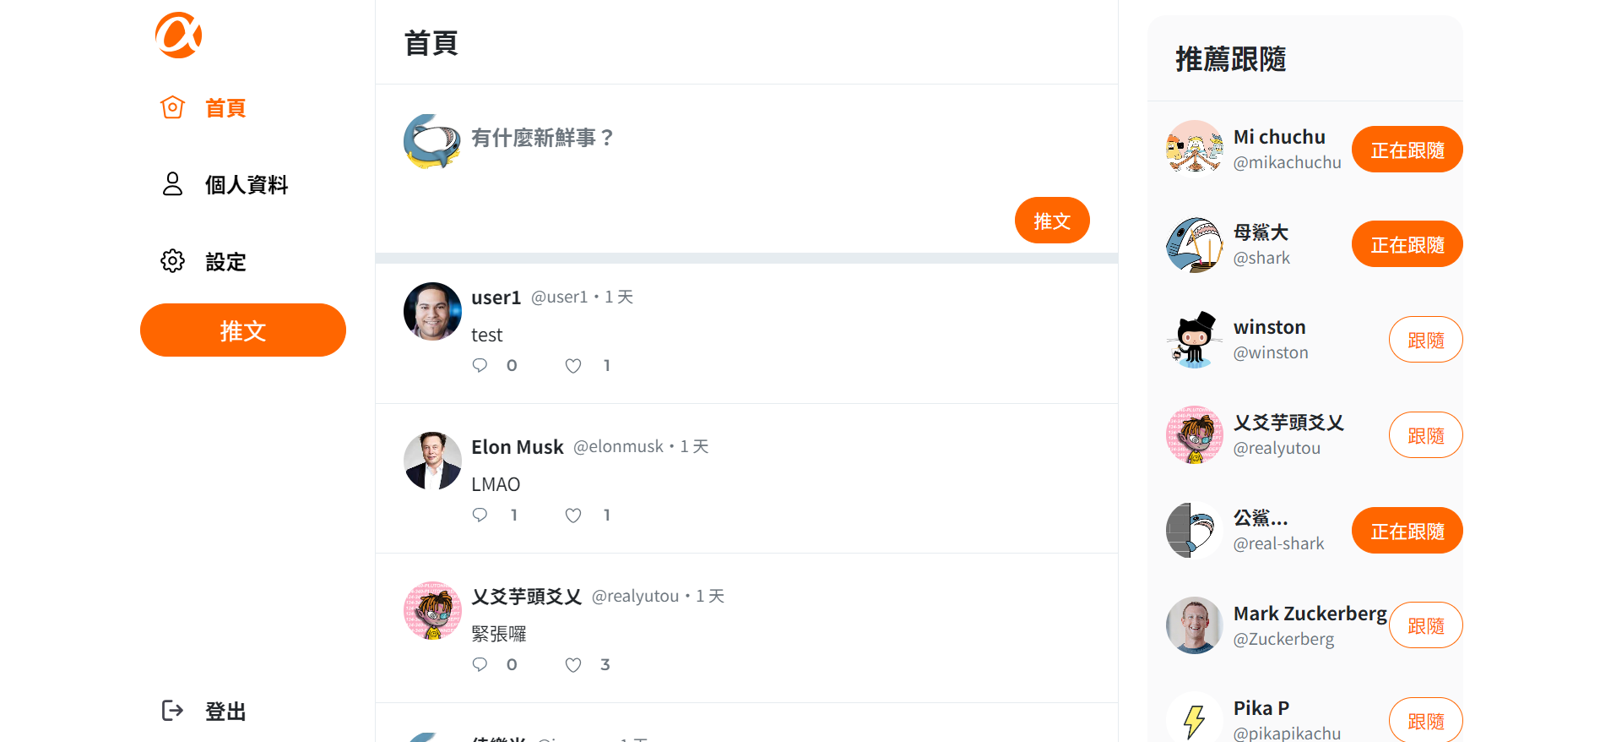 首頁
個人資料
設定
推文
登出
首頁
有什麼新鮮事？
推文
user1 @user1・1 天
test
0 1
Elon Musk @elonmusk・1 天
LMAO
1 1
乂爻芋頭爻乂 @realyutou・1 天
緊張囉
0 3
推薦跟隨
Mi chuchu
@mikachuchu
正在跟隨
母鯊大
@shark
正在跟隨
winston
@winston
跟隨
乂爻芋頭爻乂
@realyutou
跟隨
公鯊...
@real-shark
正在跟隨
Mark Zuckerberg
@Zuckerberg
跟隨
Pika P
@pikapikachu
跟隨